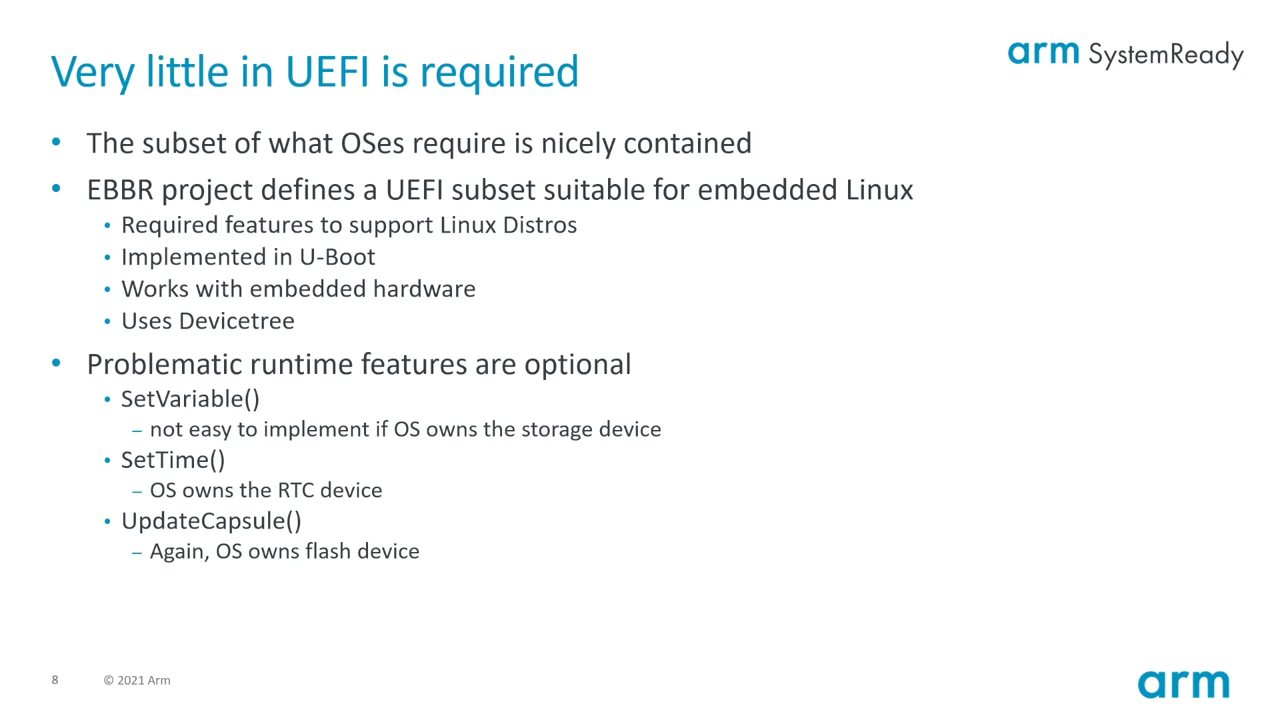 Very little in UEFI is required
arm SystemReady
• The subset of what OSes require is nicely contained
• EBBR project defines a UEFI subset suitable for embedded Linux
• Required features to support Linux Distros
• Implemented in U-Boot
• Works with embedded hardware
• Uses Devicetree
• Problematic runtime features are optional
• SetVariable()
– not easy to implement if OS owns the storage device
• SetTime()
– OS owns the RTC device
• UpdateCapsule()
– Again, OS owns flash device
8 © 2021 Arm
arm